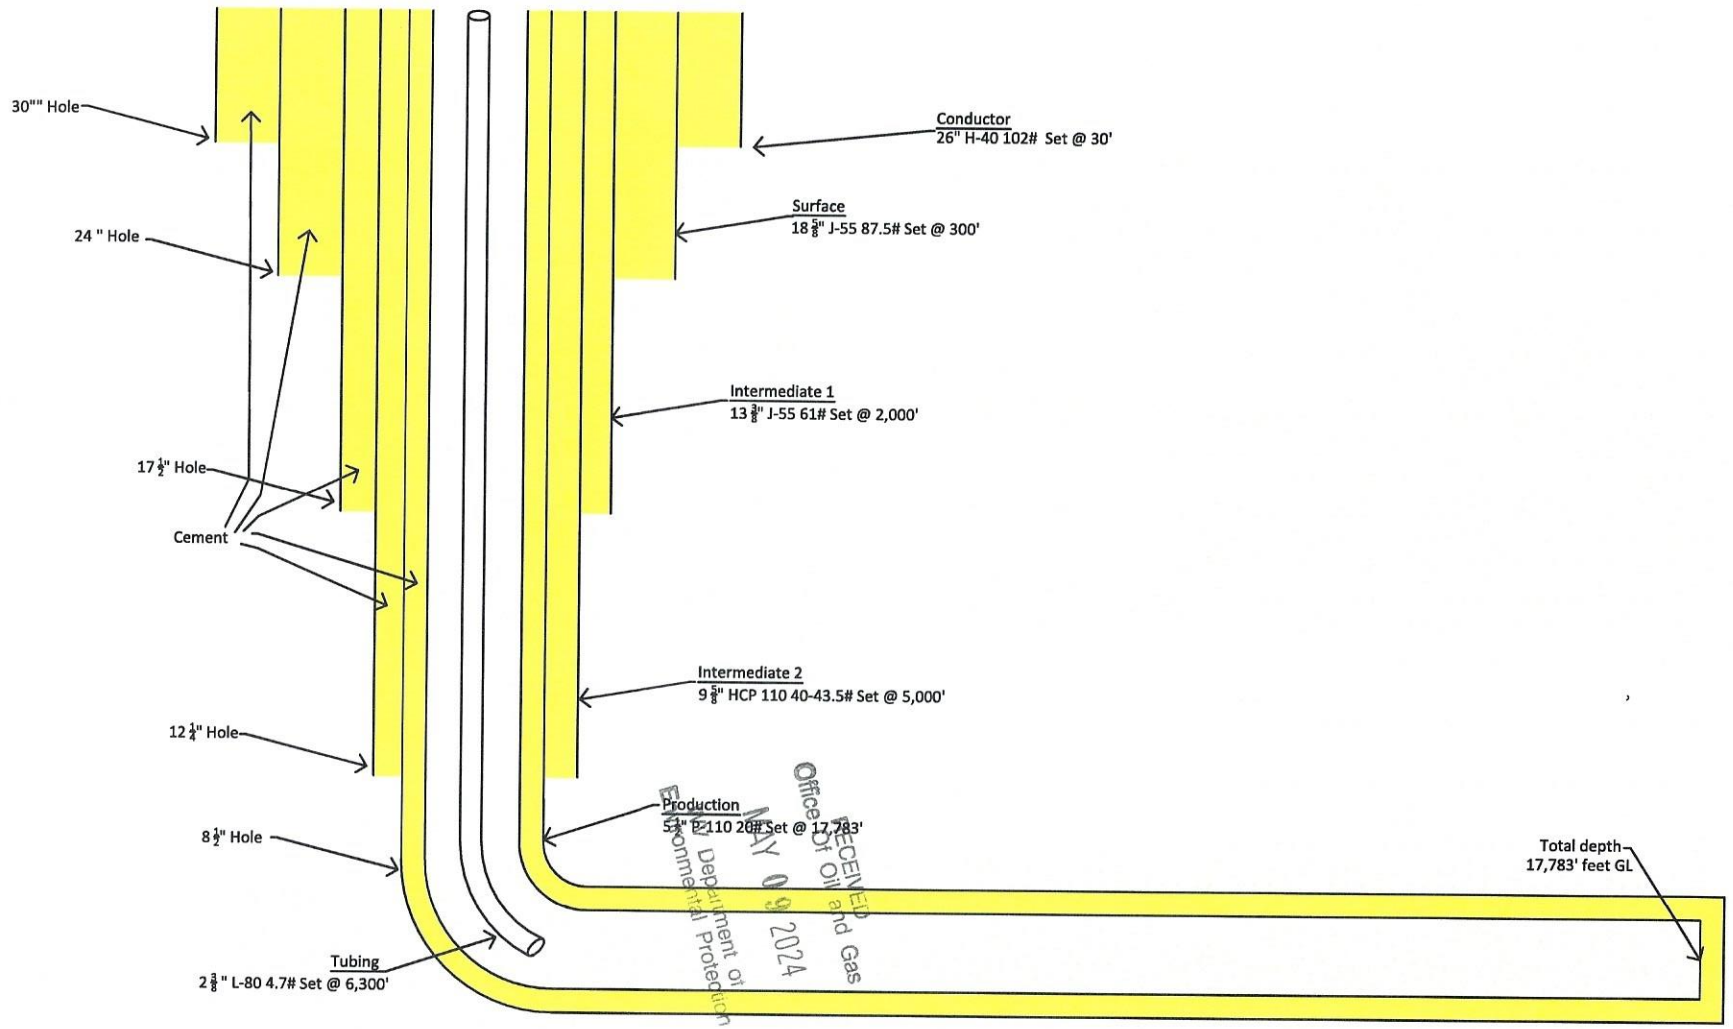 30"" Hole
Conductor
26" H-40 102# Set @ 30'
Surface
18 5/8" J-55 87.5# Set @ 300'
24 " Hole
Intermediate 1
13 3/8" J-55 61# Set @ 2,000'
17 1/2" Hole
Cement
Intermediate 2
9 5/8" HCP 110 40-43.5# Set @ 5,000'
12 1/4" Hole
Production
P-110 20# Set @ 17,783'
8 1/2" Hole
RECEIVED
Office Of Oil and Gas
MAY 09 2024
WV Department of
Environmental Protection
Total depth
17,783' feet GL
Tubing
2 3/8" L-80 4.7# Set @ 6,300'